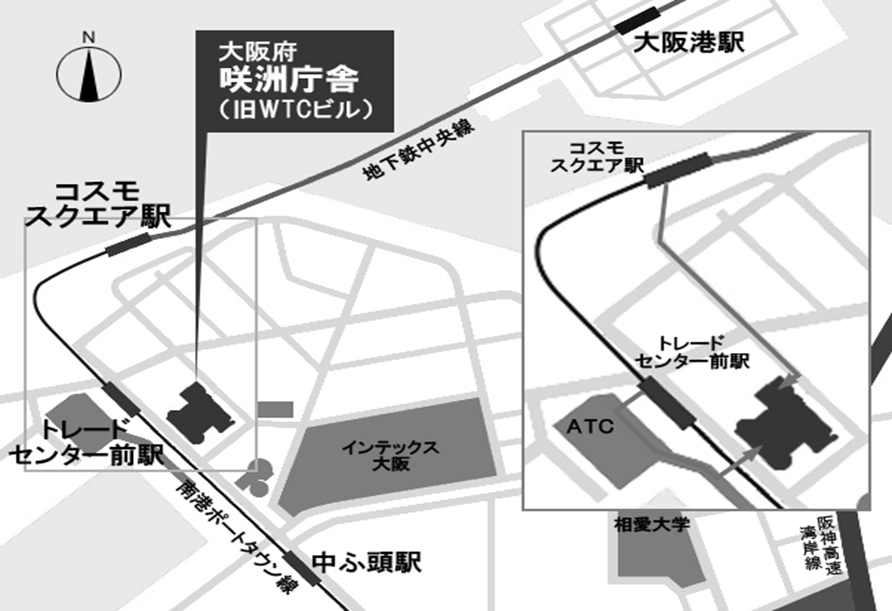 N
大阪府
咲洲庁舎
（旧WTCビル）
大阪港駅
地下鉄中央線
コスモ
スクエア駅
トレード
センター前駅
インテックス
大阪
南港ポートタウン線
中ふ頭駅
コスモ
スクエア駅
トレード
センター前駅
ATC
相愛大学
阪神高速
湾岸線